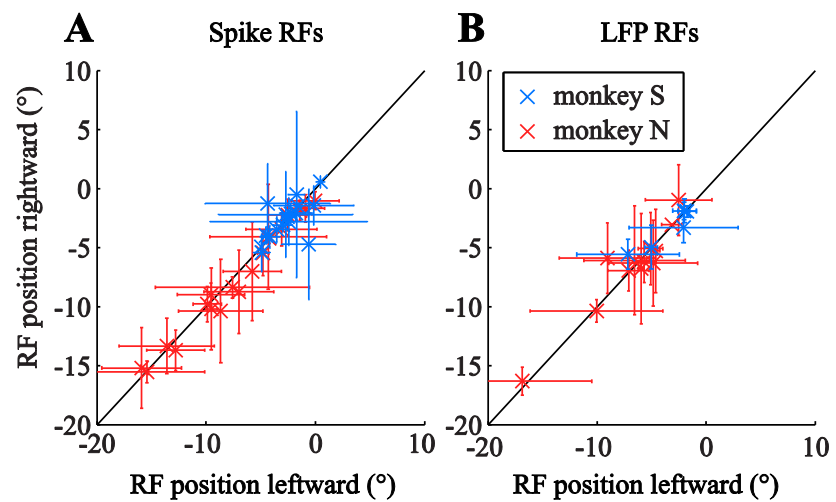 A
Spike RFs
B
LFP RFs
RF position rightward (°)
10
5
0
-5
-10
-15
-20
-20
-10
0
10
RF position leftward (°)
10
5
0
-5
-10
-15
-20
-20
-10
0
10
RF position leftward (°)
monkey S
monkey N